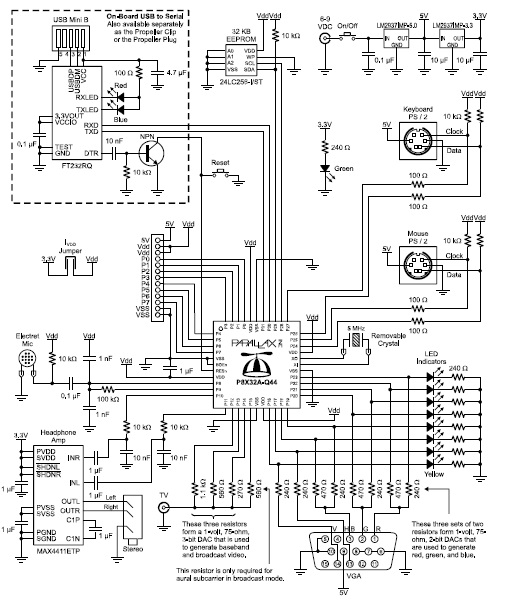 On-Board USB to Serial
Also available separately
as the Propeller Clip
or the Propeller Plug
USB Mini B
USBDP
USBDM
VCC
100 Ω
4.7 µF
Red
RXLED
TXLED
Blue
3.3VOUT
VCCIO
RXD
TXD
0.1 µF
TEST
GND
DTR
FT232RQ
10 nF
NPN
10 kΩ
Reset
32 KB
EEPROM
Vdd Vdd
10 kΩ
A0
A1
A2
VSS
VDD
WP
SCL
SDA
24LC256-I/ST
6-9
VDC
On/Off
LM2937IMP-5.0
IN OUT
GND
0.1 µF
5V
LM2937IMP-3.3
IN OUT
GND
10 µF
3.3V
10 µF
3.3V
240 Ω
Green
Keyboard
PS / 2
5V
Vdd Vdd
10 kΩ
Clock
Data
100 Ω
100 Ω
Mouse
PS / 2
5V
Vdd Vdd
10 kΩ
Clock
Data
100 Ω
100 Ω
IVDD
Jumper
3.3V
Vdd
5V
5V
Vdd
Vdd
P0
P1
P2
P3
P4
P5
P6
P7
VSS
VSS
Vdd
PARALLAX
P8X32A-Q44
Vdd
5 MHz
Removable
Crystal
1 µF
Vdd
Vdd
Electret
Mic
Vdd
10 kΩ
1 nF
0.1 µF
100 kΩ
1 nF
10 kΩ
10 kΩ
10 nF
10 nF
LED
Indicators
240 Ω
Yellow
Vdd
Headphone
Amp
3.3V
PVDD
5VDD
SHDNL
SHDNR
INR
INL
1 µF
1 µF
1 µF
OUTL
OUTR
PVSS
5VSS
C1P
PGND
SGND
C1N
1 µF
1 µF
MAX4411ETP
Left
Right
Stereo
TV
1.1 kΩ
560 Ω
270 Ω
560 Ω
240 Ω
240 Ω
240 Ω
470 Ω
240 Ω
470 Ω
240 Ω
470 Ω
240 Ω
These three resistors
form a 1-volt, 75-ohm,
3-bit DAC that is used
to generate baseband
and broadcast video.
This resistor is only required for
aural subcarrier in broadcast mode.
V H B G R
VGA
5V
These three sets of two
resistors form 1-volt, 75-
ohm, 2-bit DACs that
are used to generate
red, green, and blue.